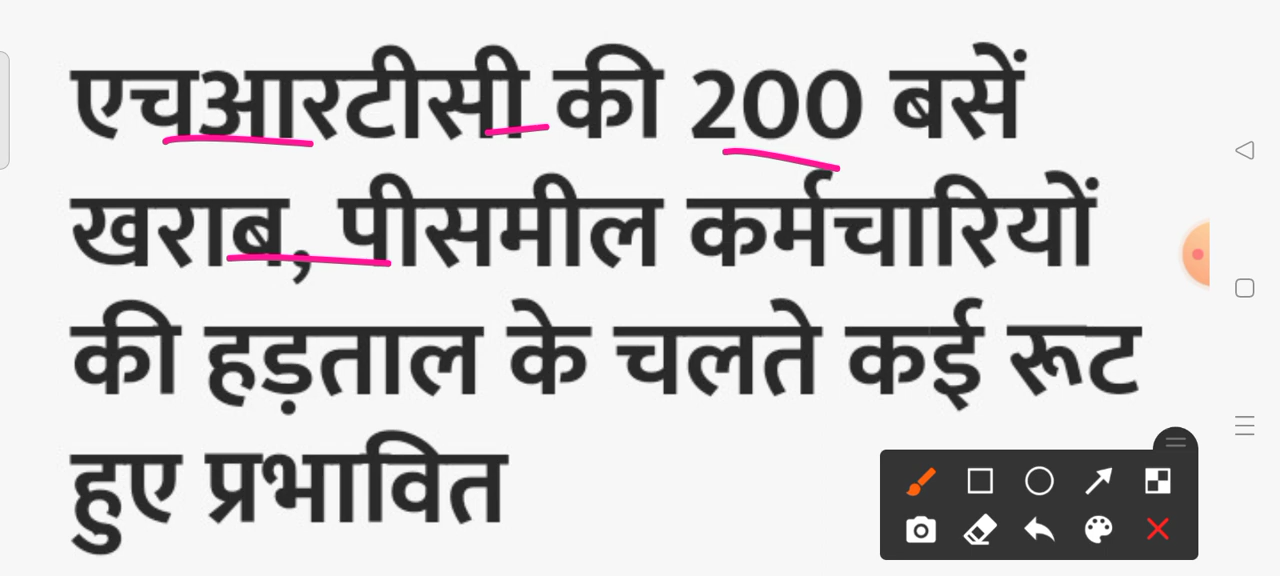 एचआरटीसी की 200 बसें
खराब, पीसमील कर्मचारियों
की हड़ताल के चलते कई रूट
हुए प्रभावित